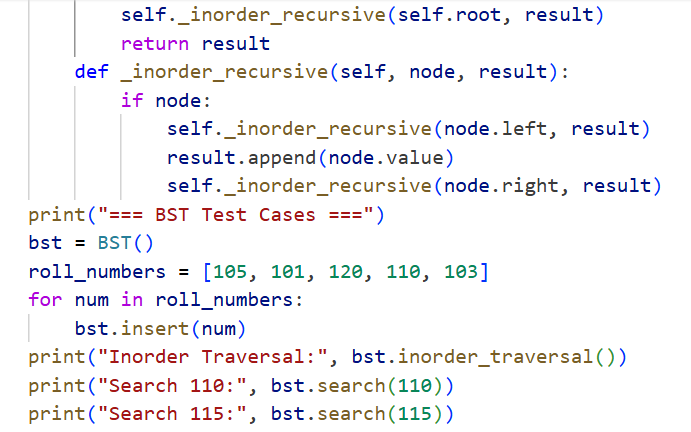 self._inorder_recursive(self.root, result)
return result
def _inorder_recursive(self, node, result):
if node:
self._inorder_recursive(node.left, result)
result.append(node.value)
self._inorder_recursive(node.right, result)
print("=== BST Test Cases ===")
bst = BST()
roll_numbers = [105, 101, 120, 110, 103]
for num in roll_numbers:
bst.insert(num)
print("Inorder Traversal:", bst.inorder_traversal())
print("Search 110:", bst.search(110))
print("Search 115:", bst.search(115))